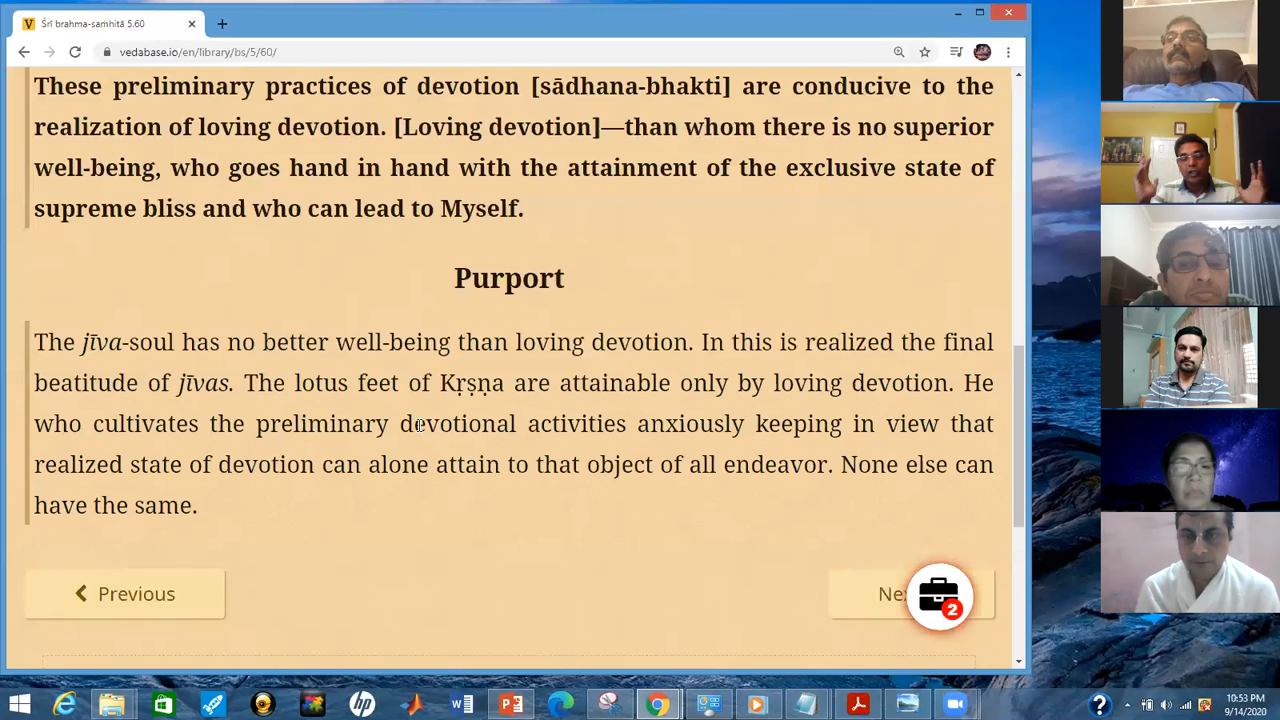 Śrī brahma-saṁhitā 5.60
vedabase.io/en/library/bs/5/60/
These preliminary practices of devotion [sādhana-bhakti] are conducive to the
realization of loving devotion. [Loving devotion]—than whom there is no superior
well-being, who goes hand in hand with the attainment of the exclusive state of
supreme bliss and who can lead to Myself.
Purport
The jīva-soul has no better well-being than loving devotion. In this is realized the final
beatitude of jīvas. The lotus feet of Kṛṣṇa are attainable only by loving devotion. He
who cultivates the preliminary devotional activities anxiously keeping in view that
realized state of devotion can alone attain to that object of all endeavor. None else can
have the same.
Previous
Ne
2
10:53 PM
9/14/2020